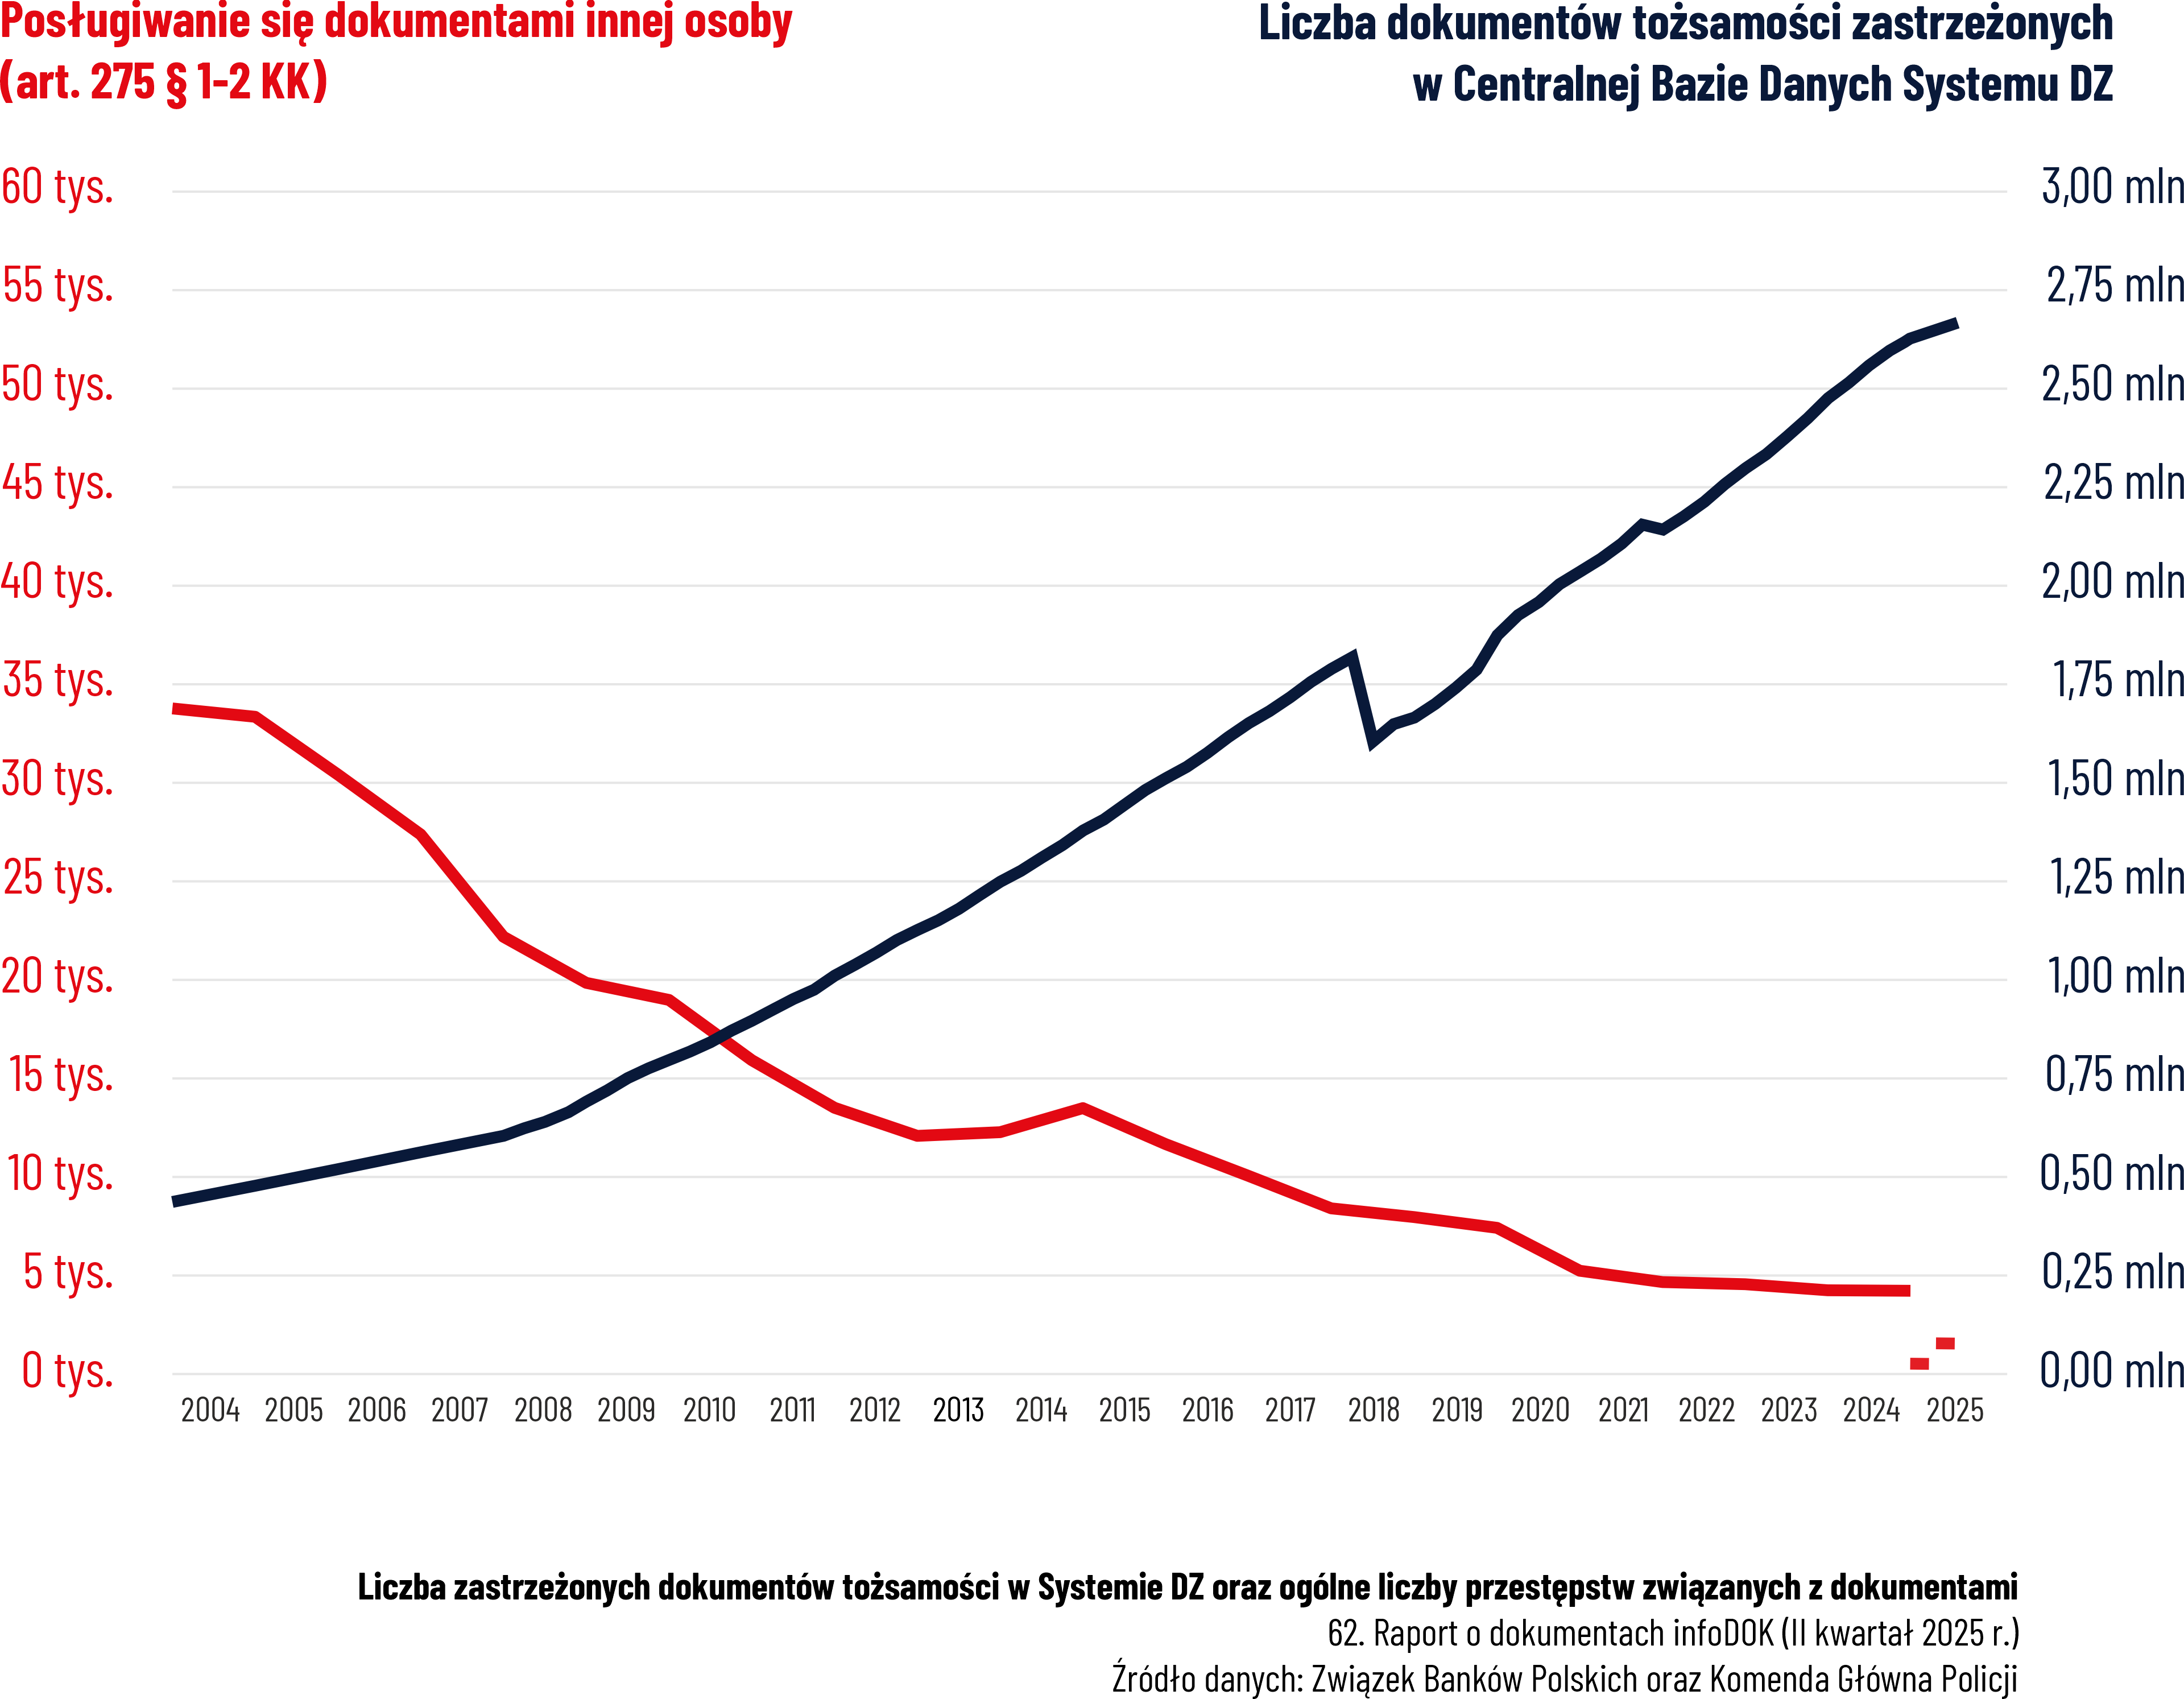 Posługiwanie się dokumentami innej osoby
(art. 275 § 1-2 KK)
Liczba dokumentów tożsamości zastrzeżonych
w Centralnej Bazie Danych Systemu DZ
60 tys.
55 tys.
50 tys.
45 tys.
40 tys.
35 tys.
30 tys.
25 tys.
20 tys.
15 tys.
10 tys.
5 tys.
0 tys.
3,00 mln
2,75 mln
2,50 mln
2,25 mln
2,00 mln
1,75 mln
1,50 mln
1,25 mln
1,00 mln
0,75 mln
0,50 mln
0,25 mln
0,00 mln
2004 2005 2006 2007 2008 2009 2010 2011 2012 2013 2014 2015 2016 2017 2018 2019 2020 2021 2022 2023 2024 2025
Liczba zastrzeżonych dokumentów tożsamości w Systemie DZ oraz ogólne liczby przestępstw związanych z dokumentami
62. Raport o dokumentach infoDOK (II kwartał 2025 r.)
Źródło danych: Związek Banków Polskich oraz Komenda Główna Policji